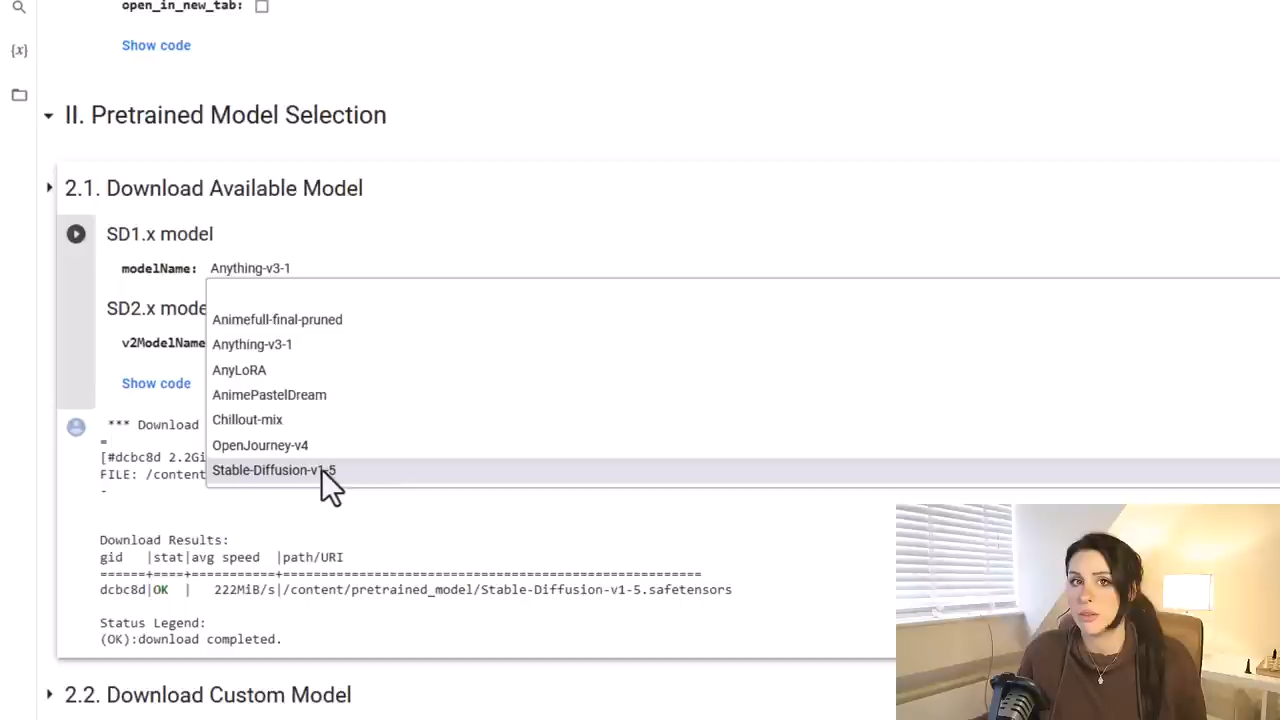 open_in_new_tab:
Show code
{x}
II. Pretrained Model Selection
2.1. Download Available Model
SD1.x model
modelName: Anything-v3-1
SD2.x mode
v2ModelName
Animefull-final-pruned
Anything-v3-1
AnyLoRA
AnimePastelDream
Chillout-mix
OpenJourney-v4
Stable-Diffusion-v1-5
Show code
*** Download
=
[#dcbc8d 2.2Gi
FILE: /content
-
Download Results:
gid |stat|avg speed |path/URI
======+====+===========+=======================================================
dcbc8d|OK | 222MiB/s|/content/pretrained_model/Stable-Diffusion-v1-5.safetensors
Status Legend:
(OK):download completed.
2.2. Download Custom Model